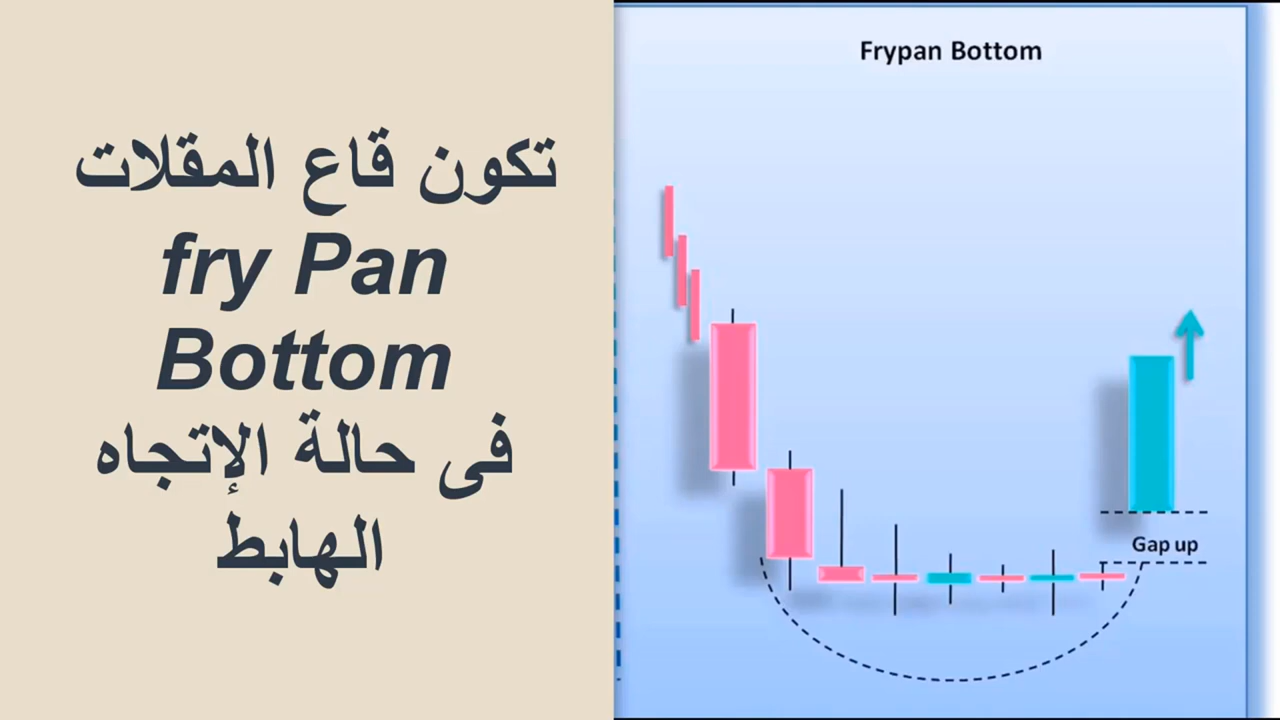 تكون قاع المقلات
fry Pan
Bottom
فى حالة الإتجاه
الهابط
Frypan Bottom
Gap up